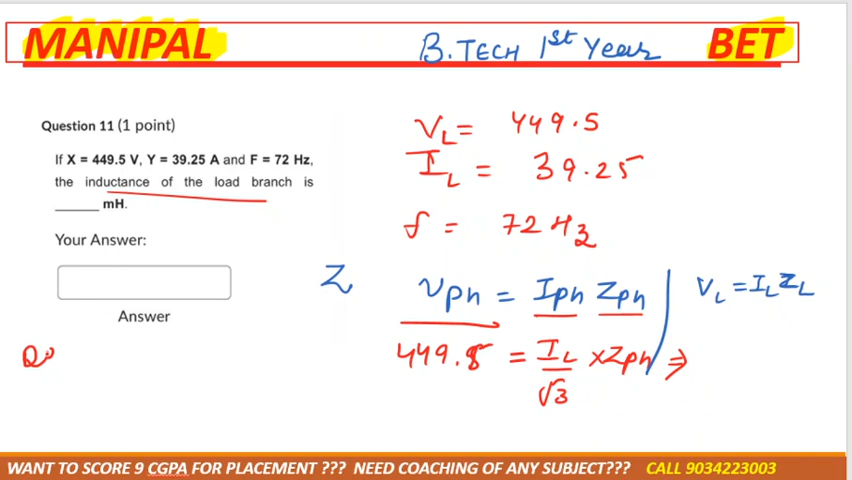 MANIPAL
B.TECH 1st Year
BET
Question 11 (1 point)
If X = 449.5 V, Y = 39.25 A and F = 72 Hz,
the inductance of the load branch is
______ mH.
Your Answer:
Answer
VL = 449.5
IL = 39.25
f = 72 Hz
Z
Vph = Iph Zph
VL = IL ZL
449.5 = IL/√3 × Zph ⇒
WANT TO SCORE 9 CGPA FOR PLACEMENT ??? NEED COACHING OF ANY SUBJECT??? CALL 9034223003